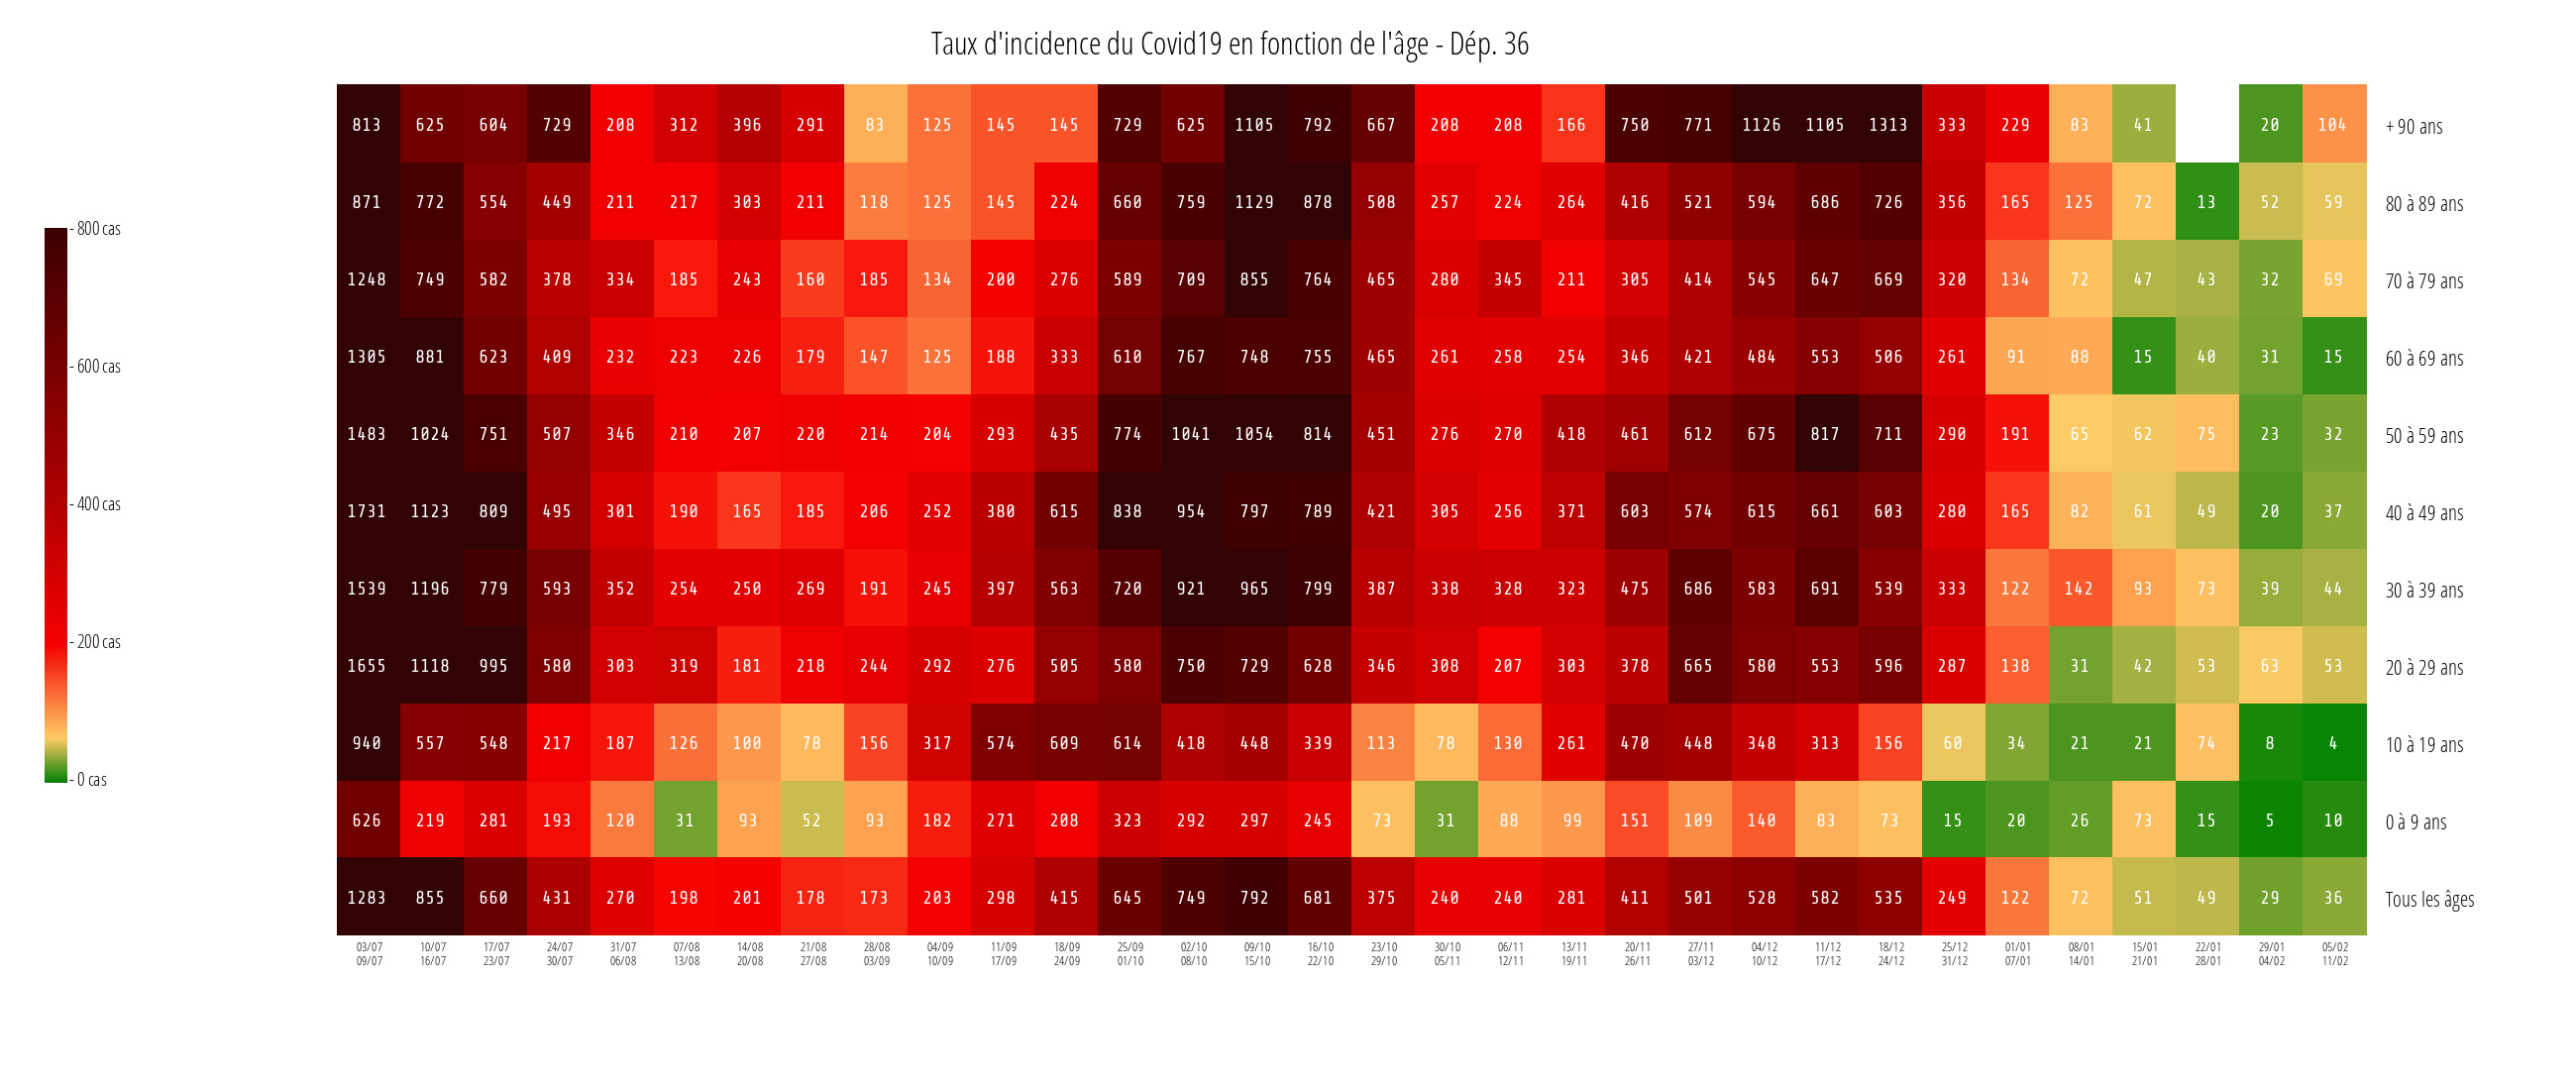 Taux d'incidence du Covid19 en fonction de l'âge - Dép. 36
- 800 cas
- 600 cas
- 400 cas
- 200 cas
- 0 cas
813 625 604 729 208 312 396 291 83 125 145 145 729 625 1105 792 667 208 208 166 750 771 1126 1105 1313 333 229 83 41 20 104 + 90 ans
871 772 554 449 211 217 303 211 118 125 145 224 660 759 1129 878 508 257 224 264 416 521 594 686 726 356 165 125 72 13 52 59 80 à 89 ans
1248 749 582 378 334 185 243 160 185 134 200 276 589 709 855 764 465 280 345 211 305 414 545 647 669 320 134 72 47 43 32 69 70 à 79 ans
1305 881 623 409 232 223 226 179 147 125 188 333 610 767 748 755 465 261 258 254 346 421 484 553 506 261 91 88 15 40 31 15 60 à 69 ans
1483 1024 751 507 346 210 207 220 214 204 293 435 774 1041 1054 814 451 276 270 418 461 612 675 817 711 290 191 65 62 75 23 32 50 à 59 ans
1731 1123 809 495 301 190 165 185 206 252 380 615 838 954 797 789 421 305 256 371 603 574 615 661 603 280 165 82 61 49 20 37 40 à 49 ans
1539 1196 779 593 352 254 250 269 191 245 397 563 720 921 965 799 387 338 328 323 475 686 583 691 539 333 122 142 93 73 39 44 30 à 39 ans
1655 1118 995 580 303 319 181 218 244 292 276 505 580 750 729 628 346 308 207 303 378 665 580 553 596 287 138 31 42 53 63 53 20 à 29 ans
940 557 548 217 187 126 100 78 156 317 574 609 614 418 448 339 113 78 130 261 470 448 348 313 156 60 34 21 21 74 8 4 10 à 19 ans
626 219 281 193 120 31 93 52 93 182 271 208 323 292 297 245 73 31 88 99 151 109 140 83 73 15 20 26 73 15 5 10 0 à 9 ans
1283 855 660 431 270 198 201 178 173 203 298 415 645 749 792 681 375 240 240 281 411 501 528 582 535 249 122 72 51 49 29 36 Tous les âges
03/07 10/07 17/07 24/07 31/07 07/08 14/08 21/08 28/08 04/09 11/09 18/09 25/09 02/10 09/10 16/10 23/10 30/10 06/11 13/11 20/11 27/11 04/12 11/12 18/12 25/12 01/01 08/01 15/01 22/01 29/01 05/02
09/07 16/07 23/07 30/07 06/08 13/08 20/08 27/08 03/09 10/09 17/09 24/09 01/10 08/10 15/10 22/10 29/10 05/11 12/11 19/11 26/11 03/12 10/12 17/12 24/12 31/12 07/01 14/01 21/01 28/01 04/02 11/02